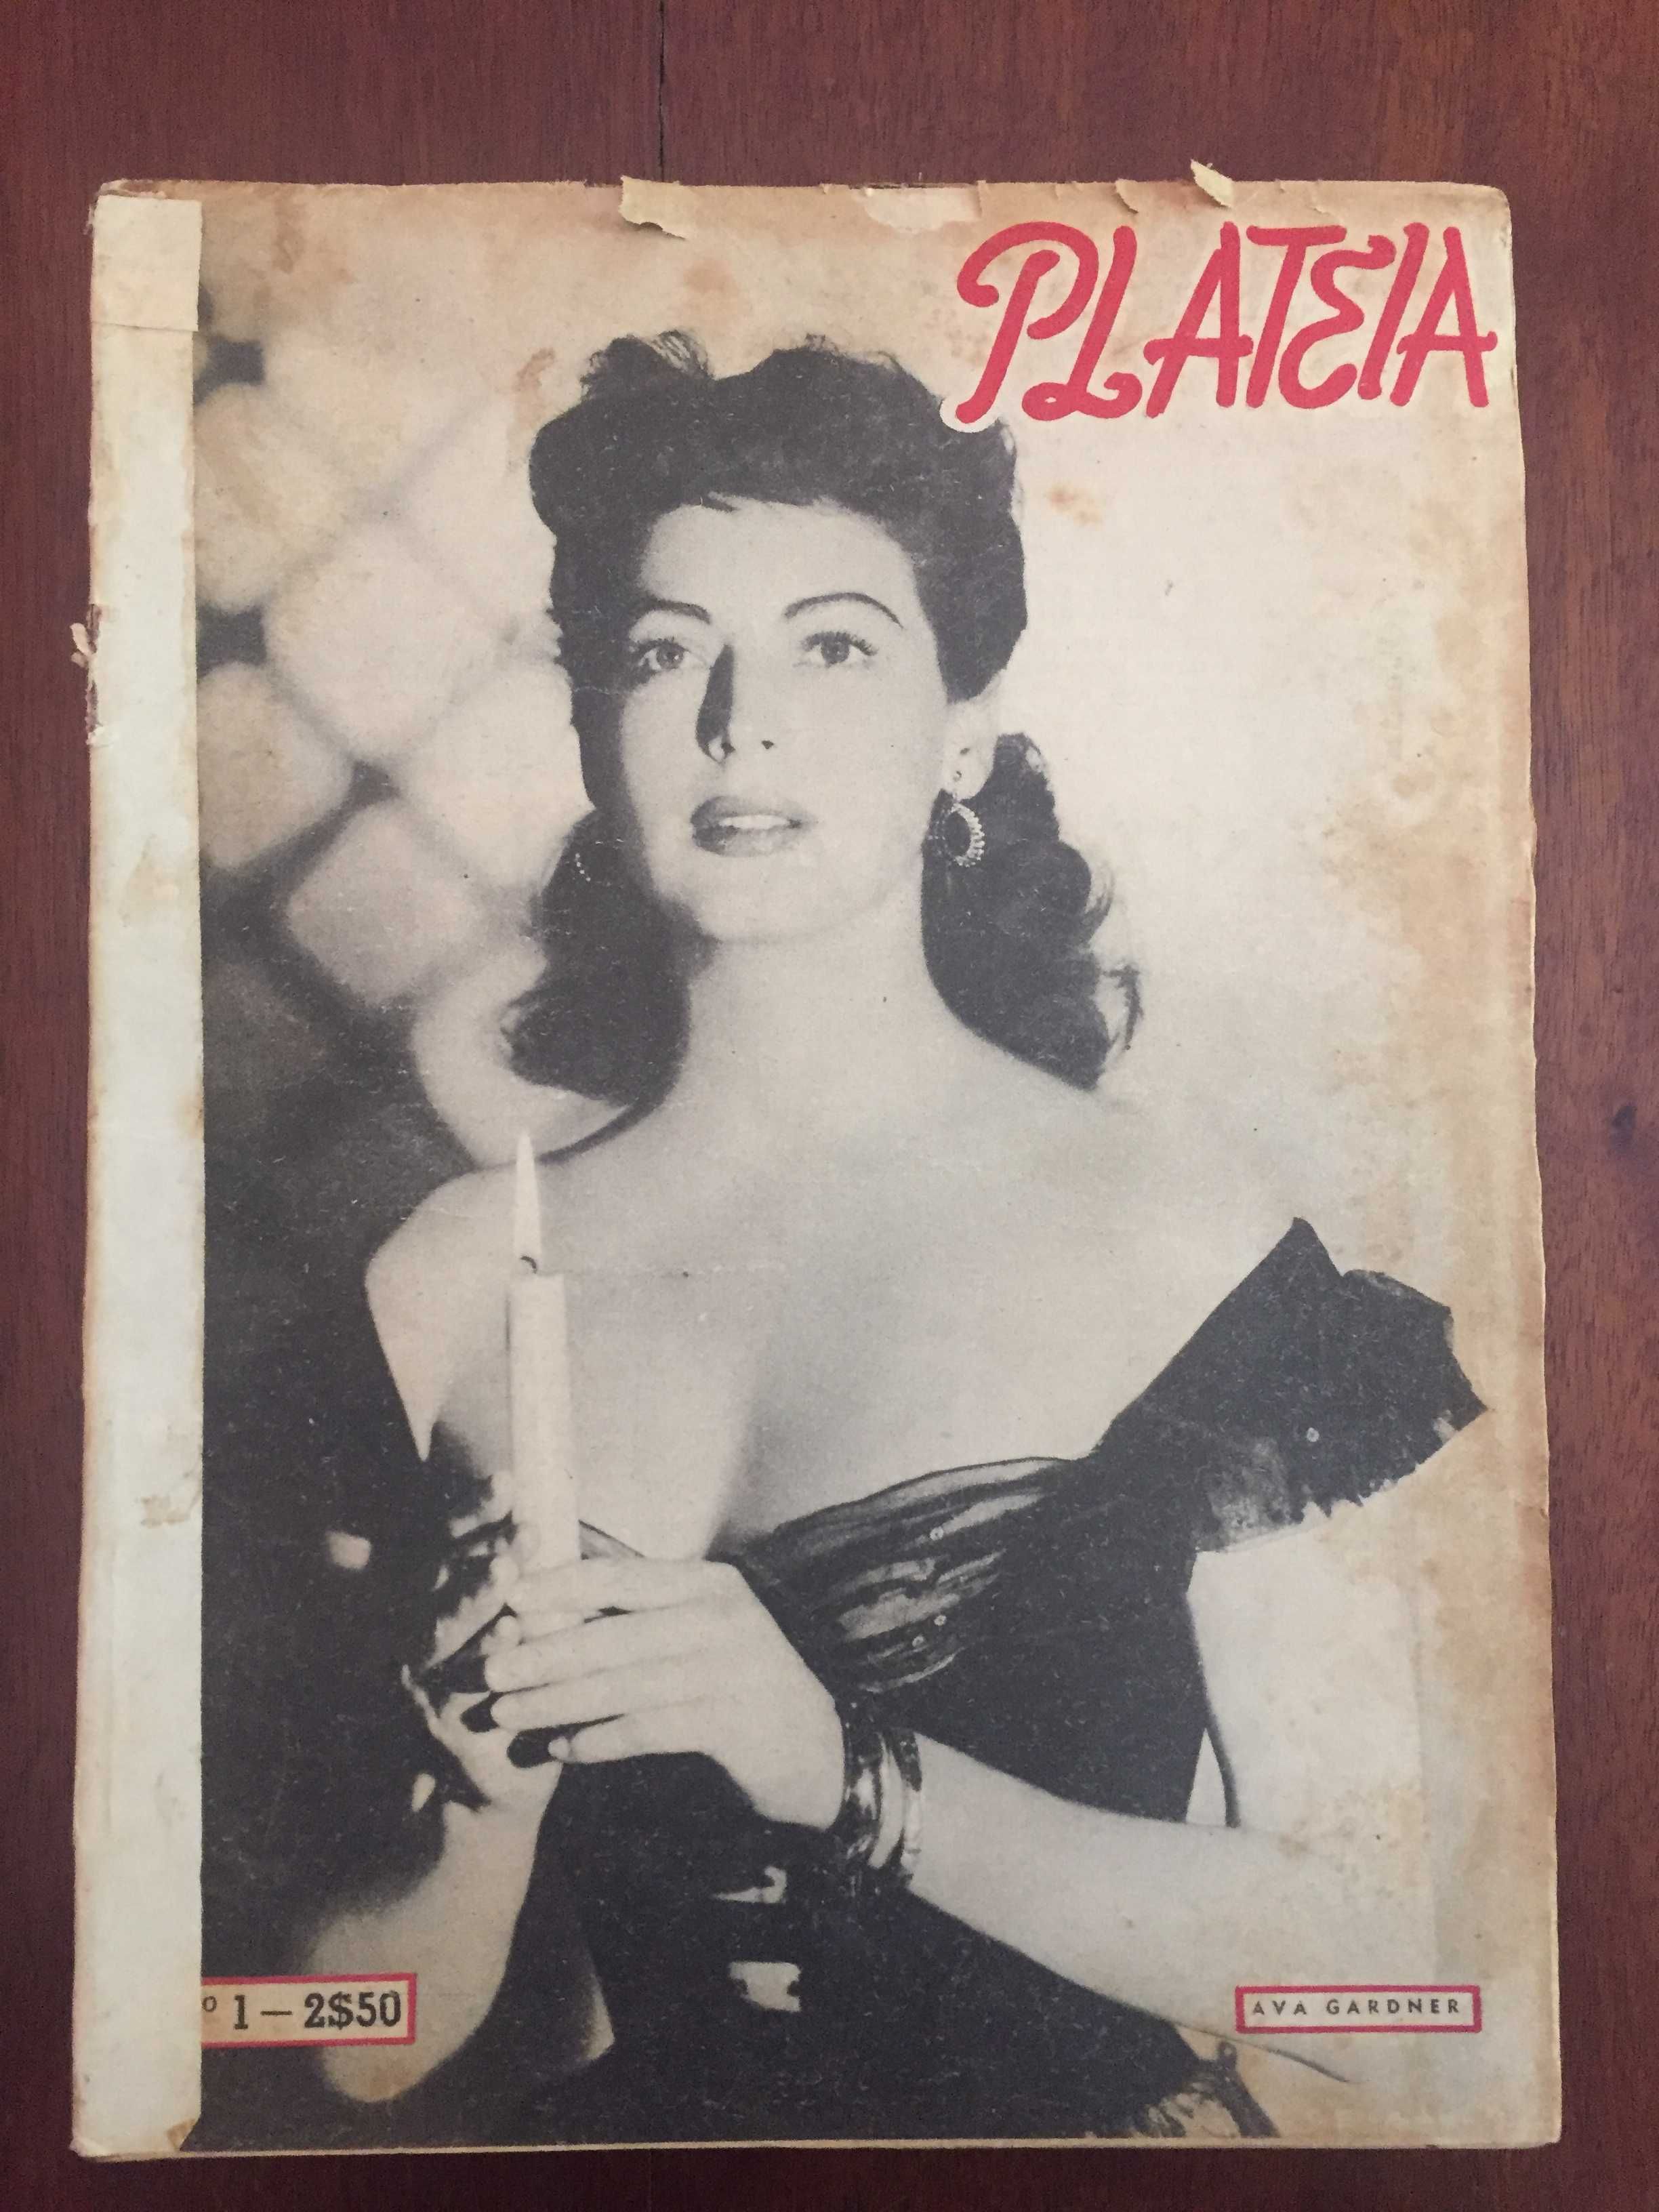 PLATEIA
º 1 — 2$50
AVA GARDNER